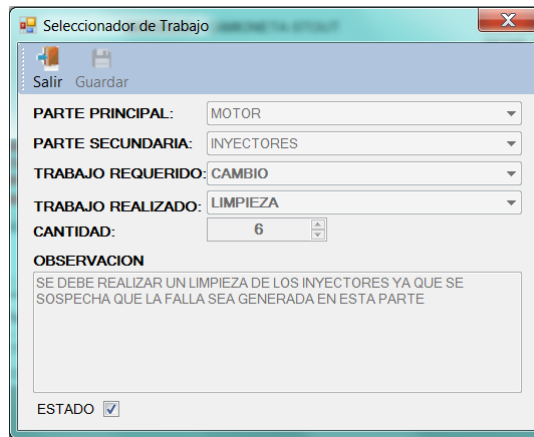 Seleccionador de Trabajo
Salir Guardar
PARTE PRINCIPAL: MOTOR
PARTE SECUNDARIA: INYECTORES
TRABAJO REQUERIDO: CAMBIO
TRABAJO REALIZADO: LIMPIEZA
CANTIDAD: 6
OBSERVACION
SE DEBE REALIZAR UN LIMPIEZA DE LOS INYECTORES YA QUE SE
SOSPECHA QUE LA FALLA SEA GENERADA EN ESTA PARTE
ESTADO